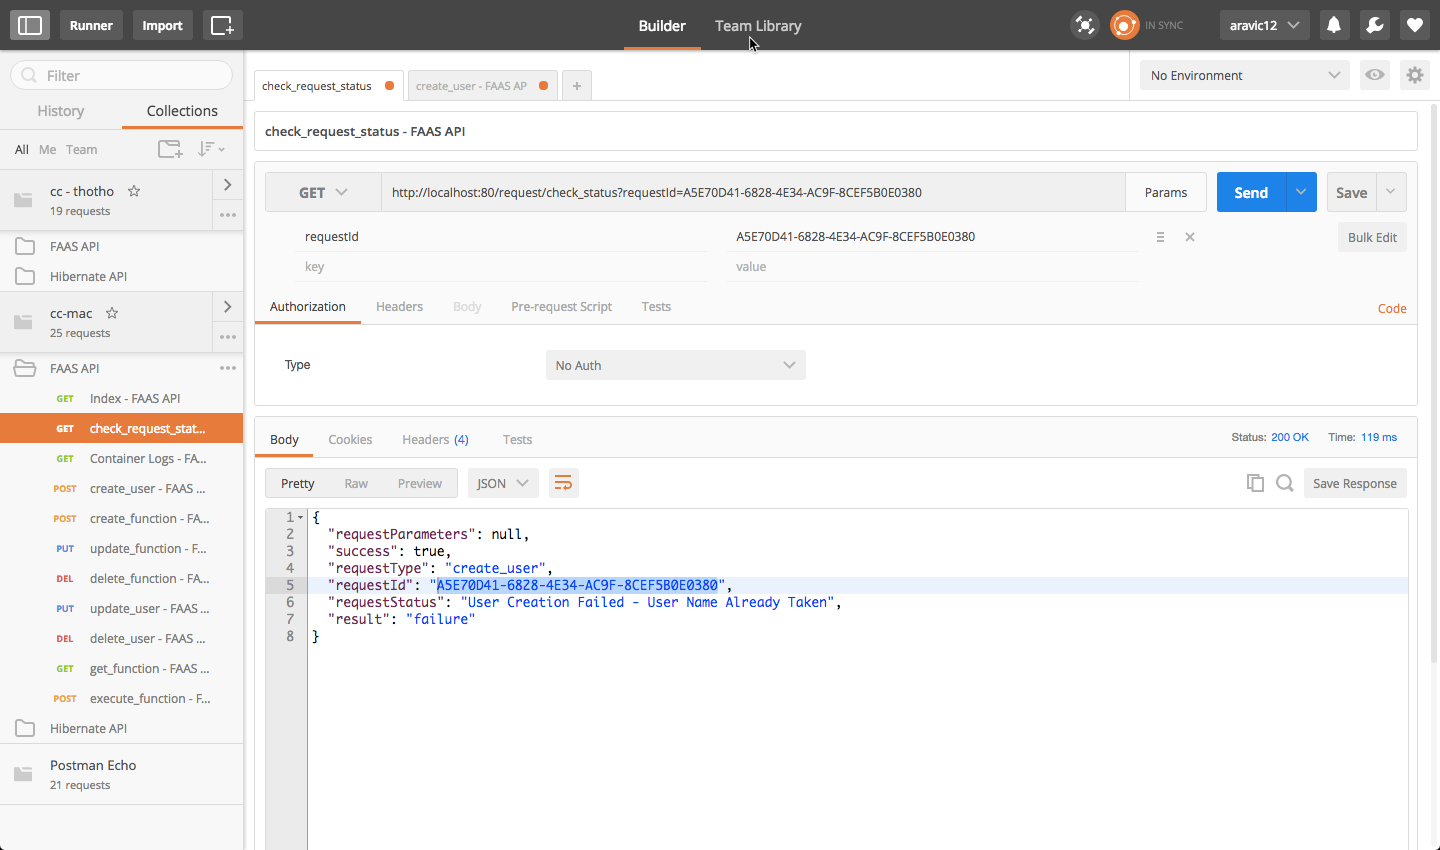 Runner
Import
Builder
Team Library
IN SYNC
aravic12
Filter
History
Collections
All Me Team
cc - thotho
19 requests
FAAS API
Hibernate API
cc-mac
25 requests
FAAS API
GET Index - FAAS API
GET check_request_stat...
GET Container Logs - FA...
POST create_user - FAAS ...
POST create_function - FA...
PUT update_function - F...
DEL delete_function - FA...
PUT update_user - FAAS ...
DEL delete_user - FAAS ...
GET get_function - FAAS ...
POST execute_function - F...
Hibernate API
Postman Echo
21 requests
check_request_status
create_user - FAAS AP
+
No Environment
check_request_status - FAAS API
GET
http://localhost:80/request/check_status?requestId=A5E70D41-6828-4E34-AC9F-8CEF5B0E0380
Params
Send
Save
requestId
A5E70D41-6828-4E34-AC9F-8CEF5B0E0380
Bulk Edit
key
value
Authorization
Headers
Body
Pre-request Script
Tests
Code
Type
No Auth
Body
Cookies
Headers (4)
Tests
Status: 200 OK
Time: 119 ms
Pretty
Raw
Preview
JSON
Save Response
1 {
2 "requestParameters": null,
3 "success": true,
4 "requestType": "create_user",
5 "requestId": "A5E70D41-6828-4E34-AC9F-8CEF5B0E0380",
6 "requestStatus": "User Creation Failed - User Name Already Taken",
7 "result": "failure"
8 }